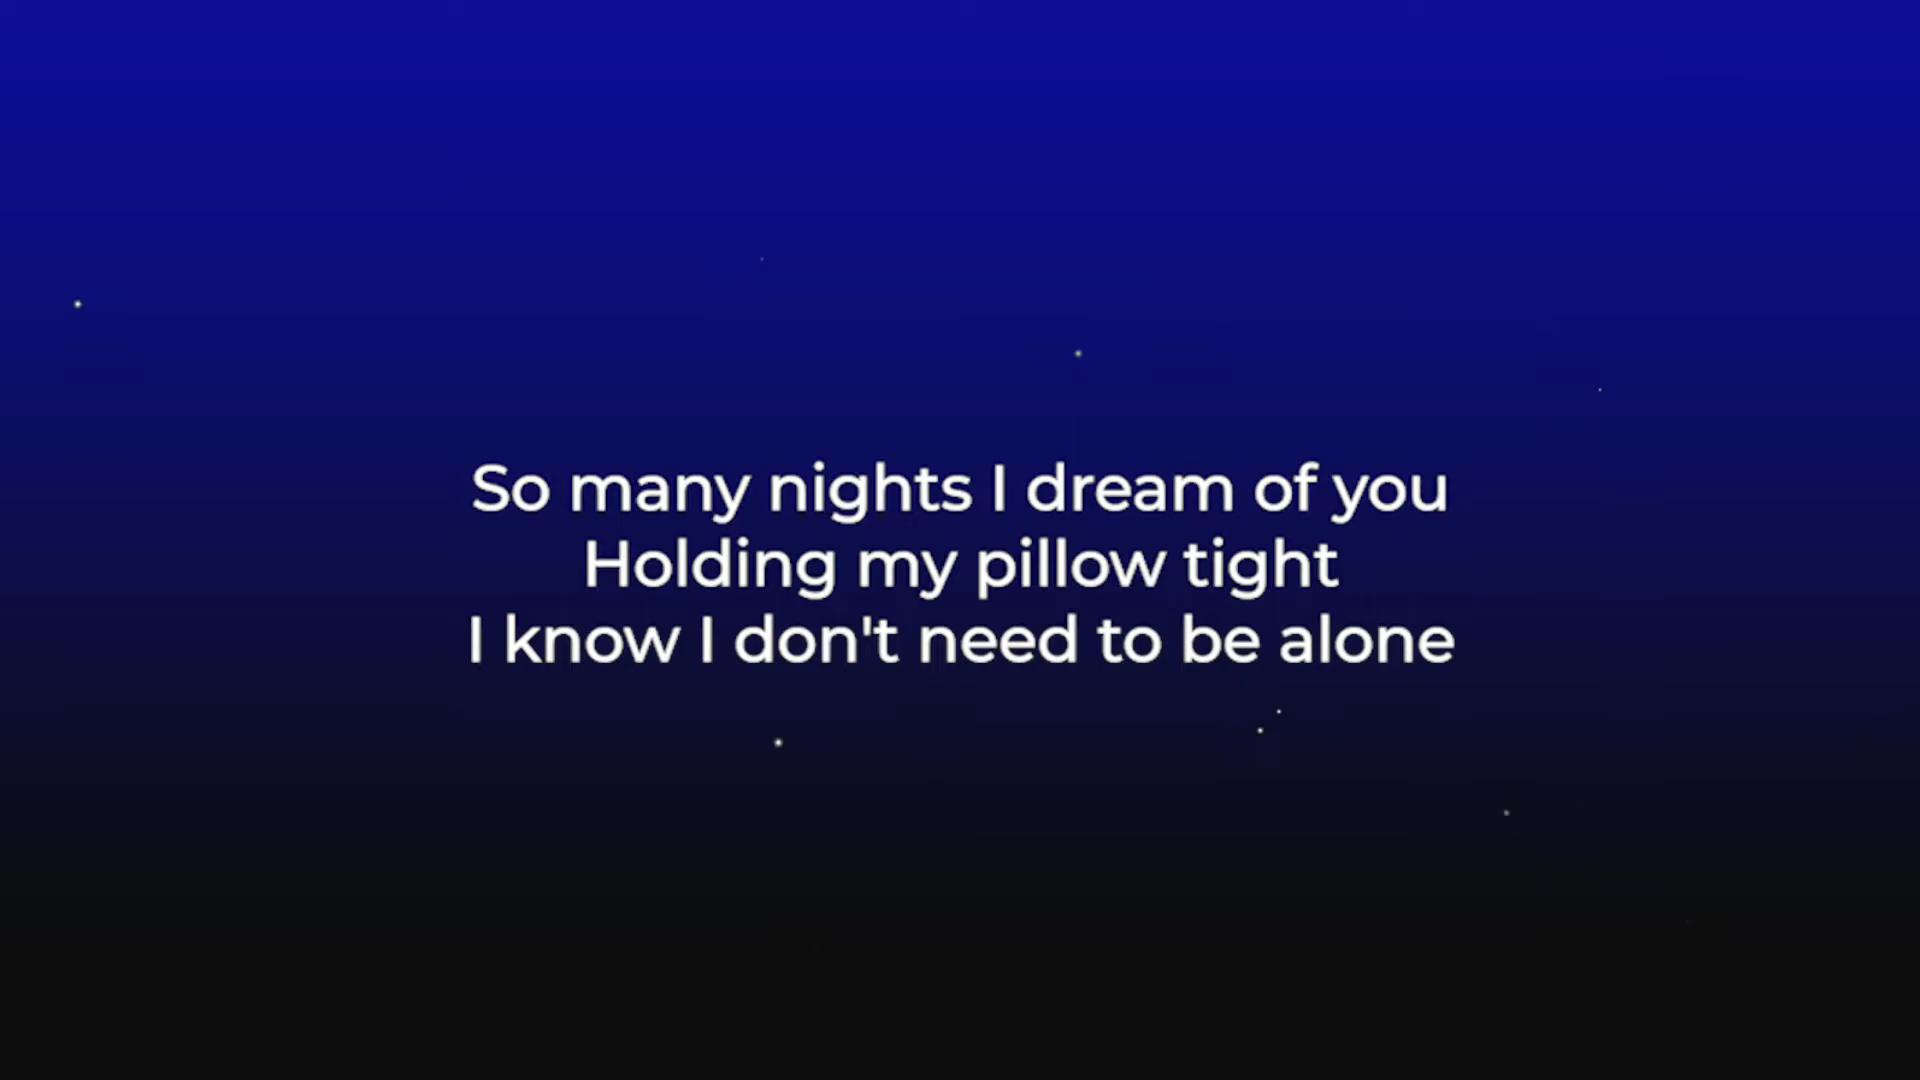 So many nights I dream of you
Holding my pillow tight
I know I don't need to be alone